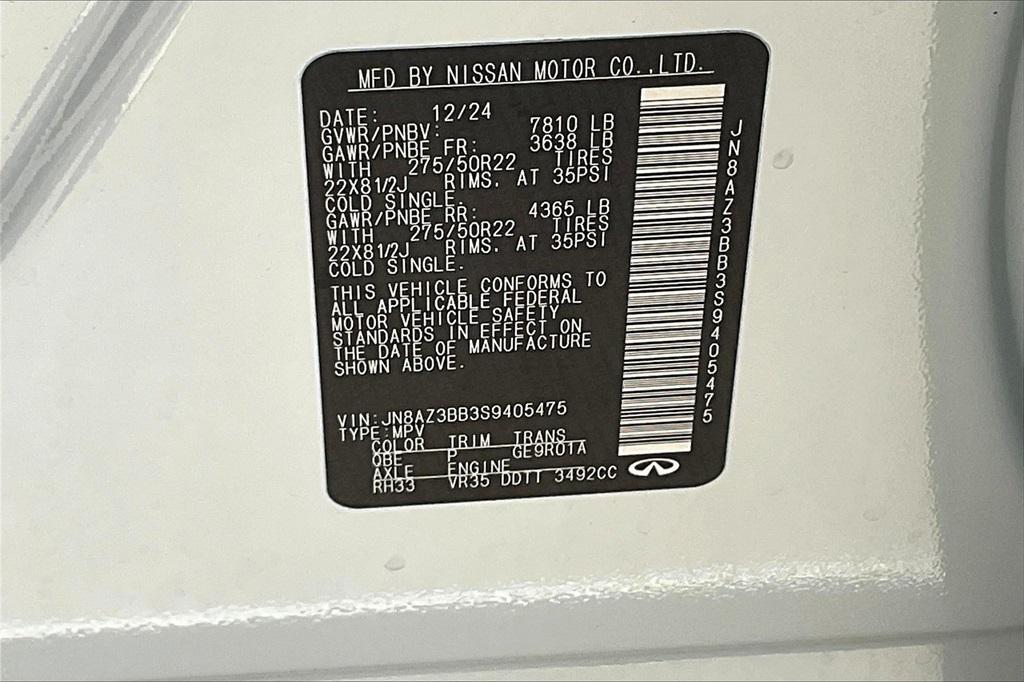 MFD BY NISSAN MOTOR CO.,LTD.
DATE: 12/24
GVWR/PNBV: 7810 LB
GAWR/PNBE FR: 3638 LB
WITH 275/50R22 TIRES
22X81/2J RIMS. AT 35PSI
COLD SINGLE.
GAWR/PNBE RR: 4365 LB
WITH 275/50R22 TIRES
22X81/2J RIMS. AT 35PSI
COLD SINGLE.
THIS VEHICLE CONFORMS TO
ALL APPLICABLE FEDERAL
MOTOR VEHICLE SAFETY
STANDARDS IN EFFECT ON
THE DATE OF MANUFACTURE
SHOWN ABOVE.
VIN:JN8AZ3BB3S9405475
TYPE:MPV
COLOR TRIM TRANS
QBE P GE9R01A
AXLE ENGINE
RH33 VR35 DDTT 3492CC
JN8AZ3BB3S9405475